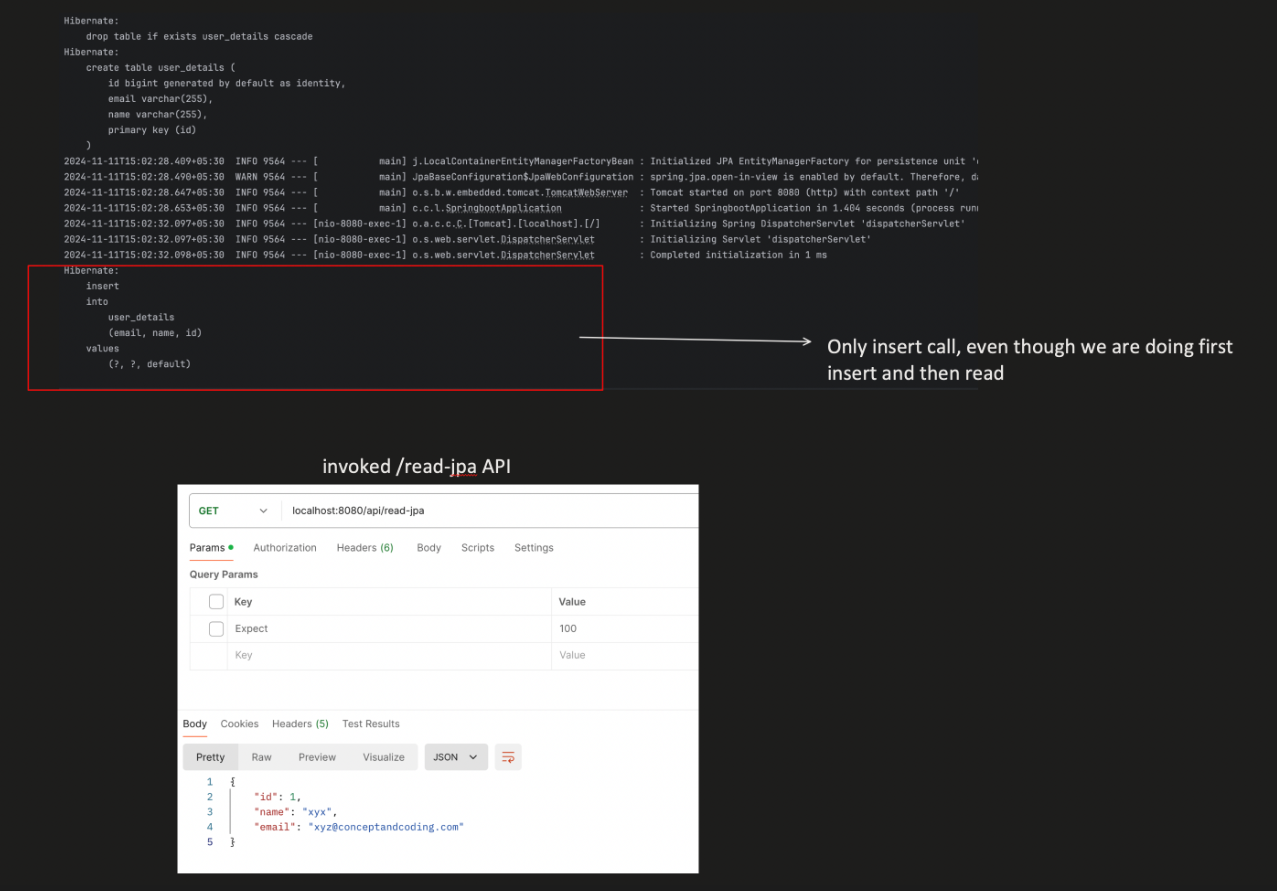 Hibernate:
drop table if exists user_details cascade
Hibernate:
create table user_details (
id bigint generated by default as identity,
email varchar(255),
name varchar(255),
primary key (id)
)
2024-11-11T15:02:28.409+05:30  INFO 9564 --- [           main] j.LocalContainerEntityManagerFactoryBean : Initialized JPA EntityManagerFactory for persistence unit '
2024-11-11T15:02:28.490+05:30  WARN 9564 --- [           main] JpaBaseConfiguration$JpaWebConfiguration : spring.jpa.open-in-view is enabled by default. Therefore, da
2024-11-11T15:02:28.647+05:30  INFO 9564 --- [           main] o.s.b.w.embedded.tomcat.TomcatWebServer  : Tomcat started on port 8080 (http) with context path '/'
2024-11-11T15:02:28.653+05:30  INFO 9564 --- [           main] c.c.l.SpringbootApplication              : Started SpringbootApplication in 1.404 seconds (process runn
2024-11-11T15:02:32.097+05:30  INFO 9564 --- [nio-8080-exec-1] o.a.c.c.C.[Tomcat].[localhost].[/]       : Initializing Spring DispatcherServlet 'dispatcherServlet'
2024-11-11T15:02:32.097+05:30  INFO 9564 --- [nio-8080-exec-1] o.s.web.servlet.DispatcherServlet        : Initializing Servlet 'dispatcherServlet'
2024-11-11T15:02:32.098+05:30  INFO 9564 --- [nio-8080-exec-1] o.s.web.servlet.DispatcherServlet        : Completed initialization in 1 ms
Hibernate:
insert
into
user_details
(email, name, id)
values
(?, ?, default)
Only insert call, even though we are doing first
insert and then read
invoked /read-jpa API
GET localhost:8080/api/read-jpa
Params Authorization Headers (6) Body Scripts Settings
Query Params
Key Value
Expect 100
Key Value
Body Cookies Headers (5) Test Results
Pretty Raw Preview Visualize JSON
1 {
2 "id": 1,
3 "name": "xyx",
4 "email": "xyz@conceptandcoding.com"
5 }